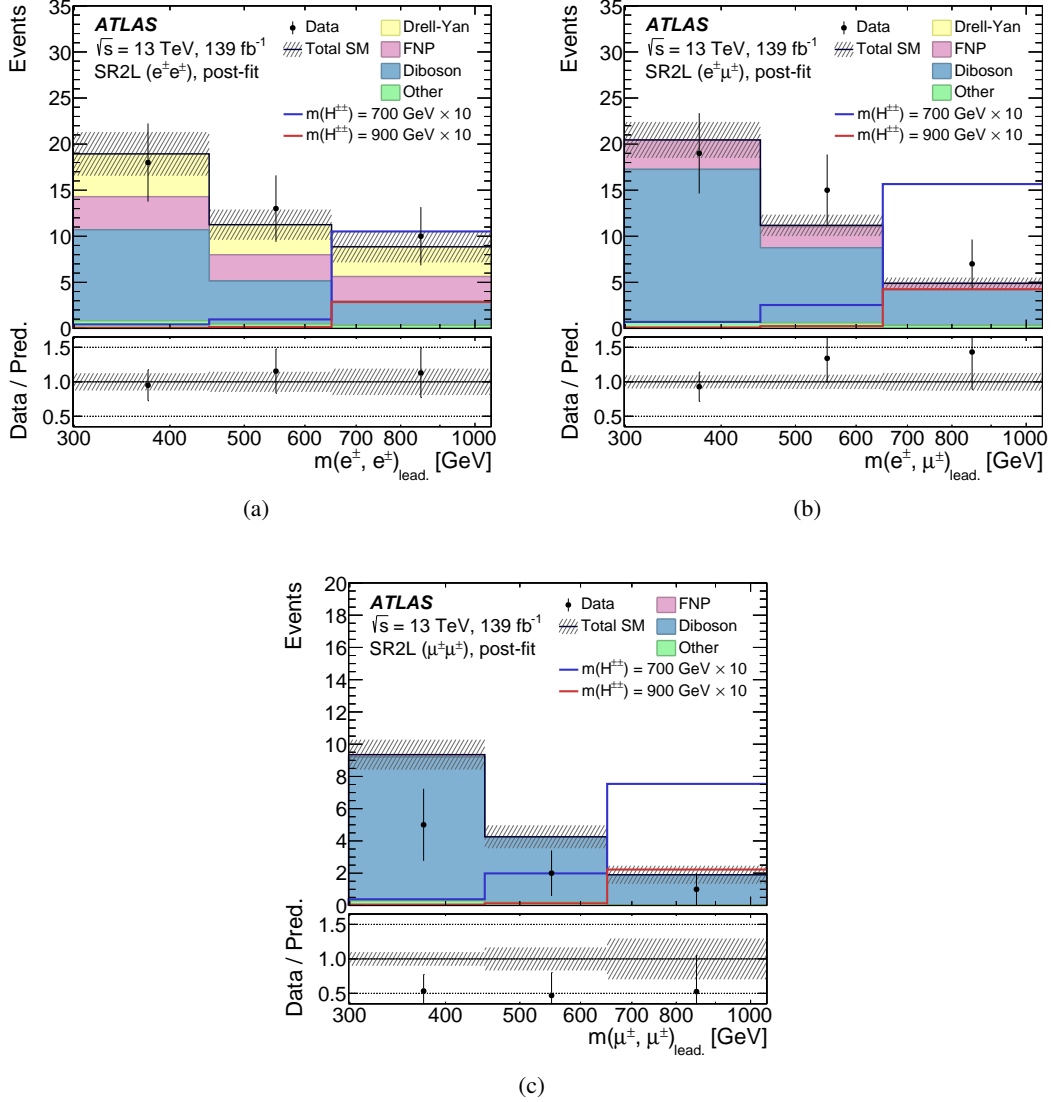 Events
35
30
25
20
15
10
5
0
ATLAS
√s = 13 TeV, 139 fb⁻¹
SR2L (e±e±), post-fit
Data
Total SM
Drell-Yan
FNP
Diboson
Other
m(H±±) = 700 GeV × 10
m(H±±) = 900 GeV × 10
Data / Pred.
1.5
1.0
0.5
300 400 500 600 700 1000
m(e±, e±)lead. [GeV]
(a)
Events
35
30
25
20
15
10
5
0
ATLAS
√s = 13 TeV, 139 fb⁻¹
SR2L (e±μ±), post-fit
Data
Total SM
Drell-Yan
FNP
Diboson
Other
m(H±±) = 700 GeV × 10
m(H±±) = 900 GeV × 10
Data / Pred.
1.5
1.0
0.5
300 400 500 600 700 1000
m(e±, μ±)lead. [GeV]
(b)
Events
20
18
16
14
12
10
8
6
4
2
0
ATLAS
√s = 13 TeV, 139 fb⁻¹
SR2L (μ±μ±), post-fit
Data
Total SM
FNP
Diboson
Other
m(H±±) = 700 GeV × 10
m(H±±) = 900 GeV × 10
Data / Pred.
1.5
1.0
0.5
300 400 500 600 700 1000
m(μ±, μ±)lead. [GeV]
(c)